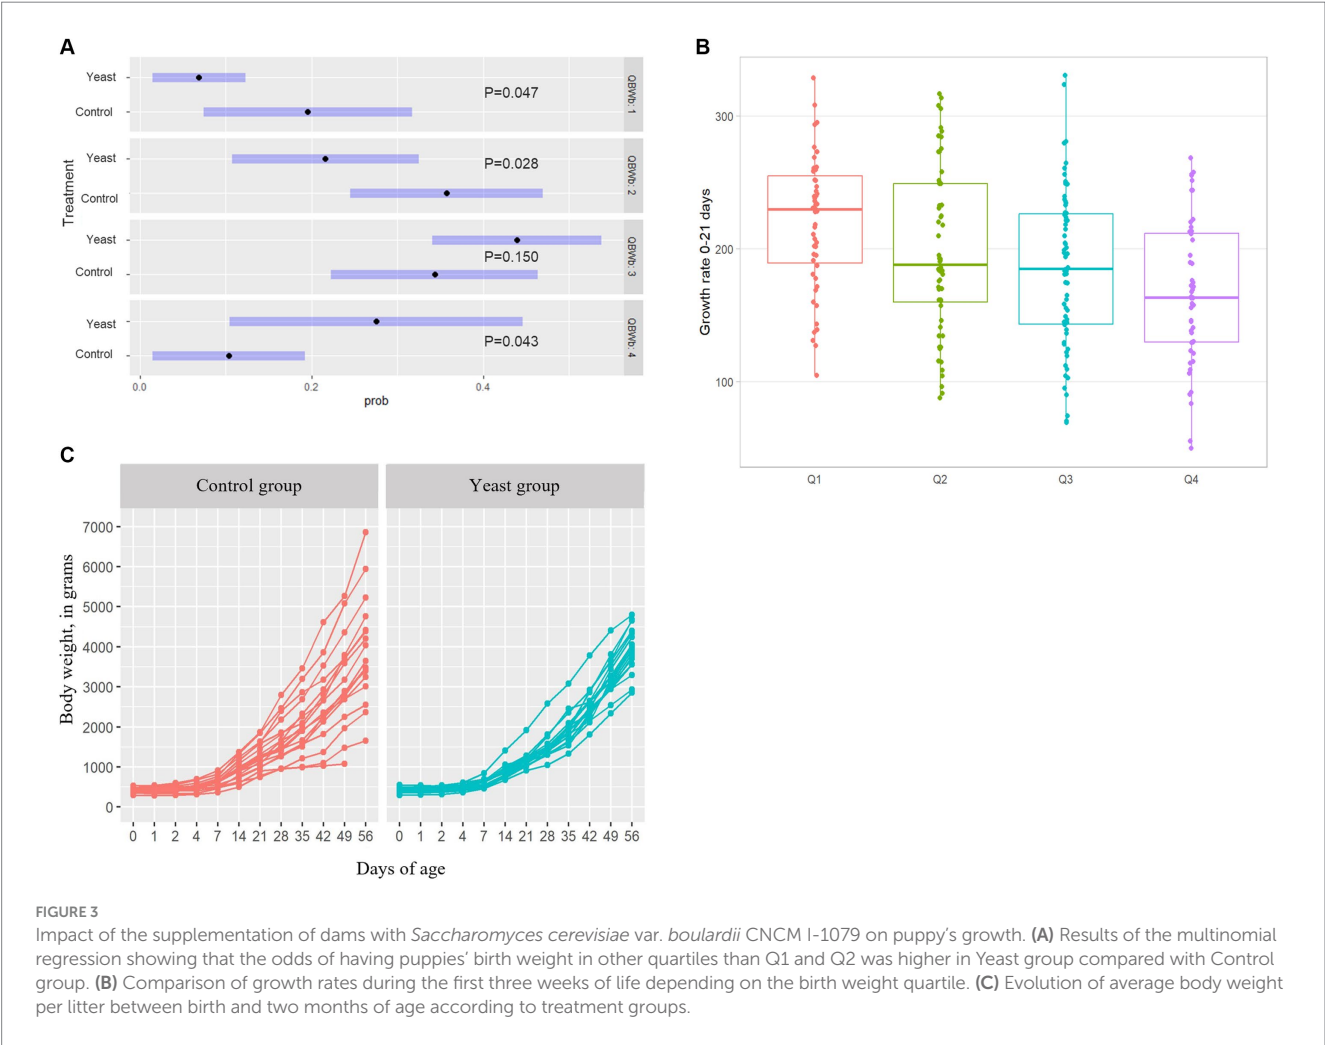 A
Treatment
Yeast
Control
P=0.047
QBWb: 1
Yeast
Control
P=0.028
QBWb: 2
Yeast
Control
P=0.150
QBWb: 3
Yeast
Control
P=0.043
QBWb: 4
0.0 0.2 0.4
prob
B
Growth rate 0-21 days
300
200
100
Q1 Q2 Q3 Q4
C
Control group Yeast group
Body weight, in grams
7000
6000
5000
4000
3000
2000
1000
0
0 1 2 4 7 14 21 28 35 42 49 56 0 1 2 4 7 14 21 28 35 42 49 56
Days of age
FIGURE 3
Impact of the supplementation of dams with Saccharomyces cerevisiae var. boulardii CNCM I-1079 on puppy’s growth. (A) Results of the multinomial
regression showing that the odds of having puppies’ birth weight in other quartiles than Q1 and Q2 was higher in Yeast group compared with Control
group. (B) Comparison of growth rates during the first three weeks of life depending on the birth weight quartile. (C) Evolution of average body weight
per litter between birth and two months of age according to treatment groups.